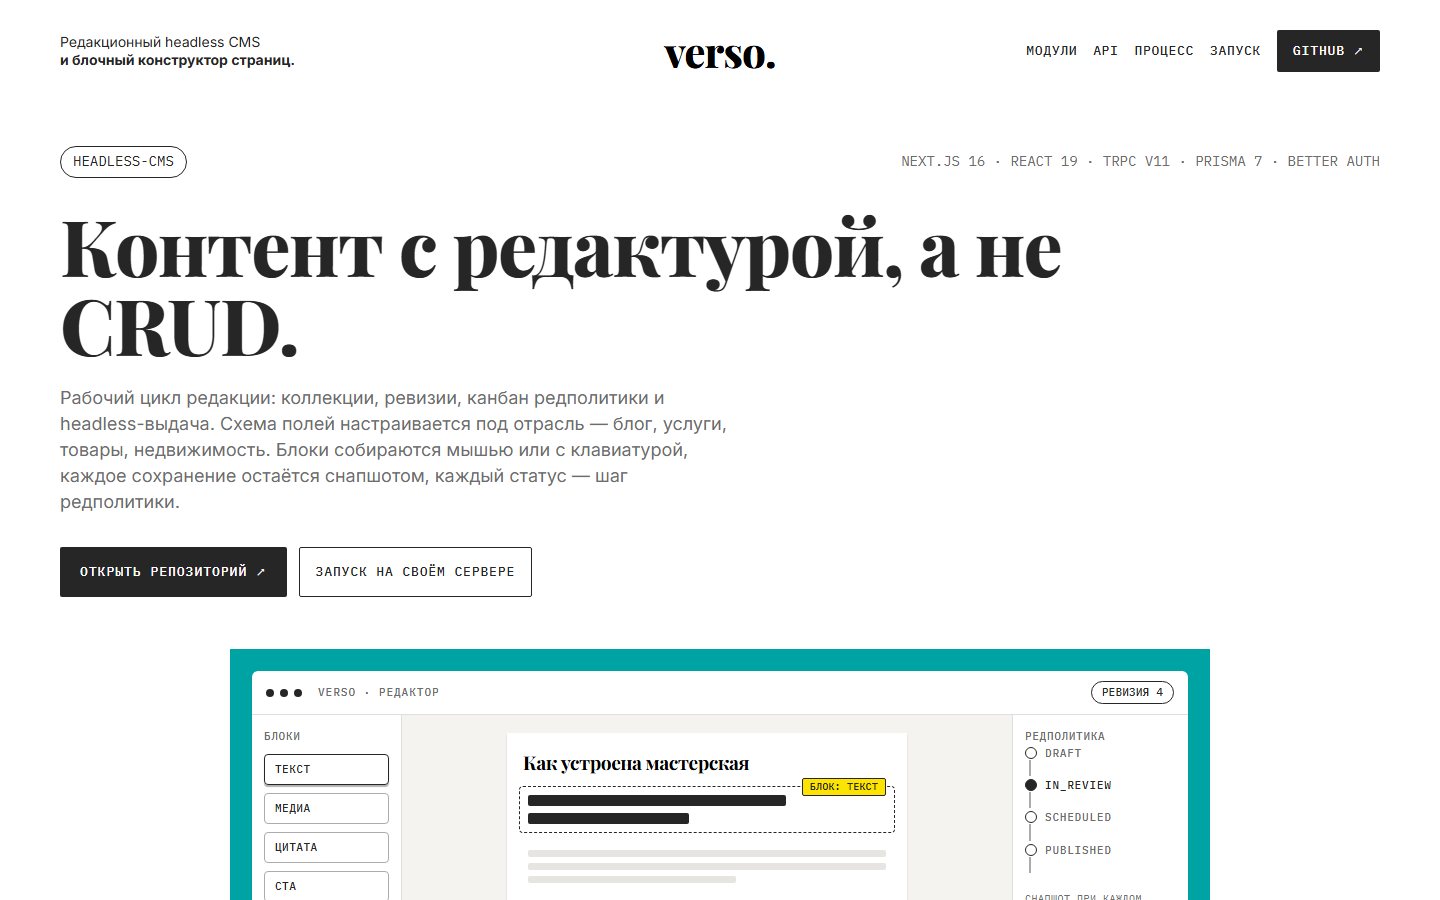 Редакционный headless CMS
и блочный конструктор страниц.
verso.
МОДУЛИ API ПРОЦЕСС ЗАПУСК GITHUB ↗
HEADLESS-CMS
NEXT.JS 16 · REACT 19 · TRPC V11 · PRISMA 7 · BETTER AUTH
Контент с редактурой, а не
CRUD.
Рабочий цикл редакции: коллекции, ревизии, канбан редполитики и
headless-выдача. Схема полей настраивается под отрасль — блог, услуги,
товары, недвижимость. Блоки собираются мышью или с клавиатурой,
каждое сохранение остаётся снапшотом, каждый статус — шаг
редполитики.
ОТКРЫТЬ РЕПОЗИТОРИЙ ↗
ЗАПУСК НА СВОЁМ СЕРВЕРЕ
VERSO · РЕДАКТОР
РЕВИЗИЯ 4
БЛОКИ
ТЕКСТ
МЕДИА
ЦИТАТА
CTA
Как устроена мастерская
БЛОК: ТЕКСТ
РЕДПОЛИТИКА
DRAFT
IN_REVIEW
SCHEDULED
PUBLISHED
СНАПШОТ ПРИ КАЖДОМ